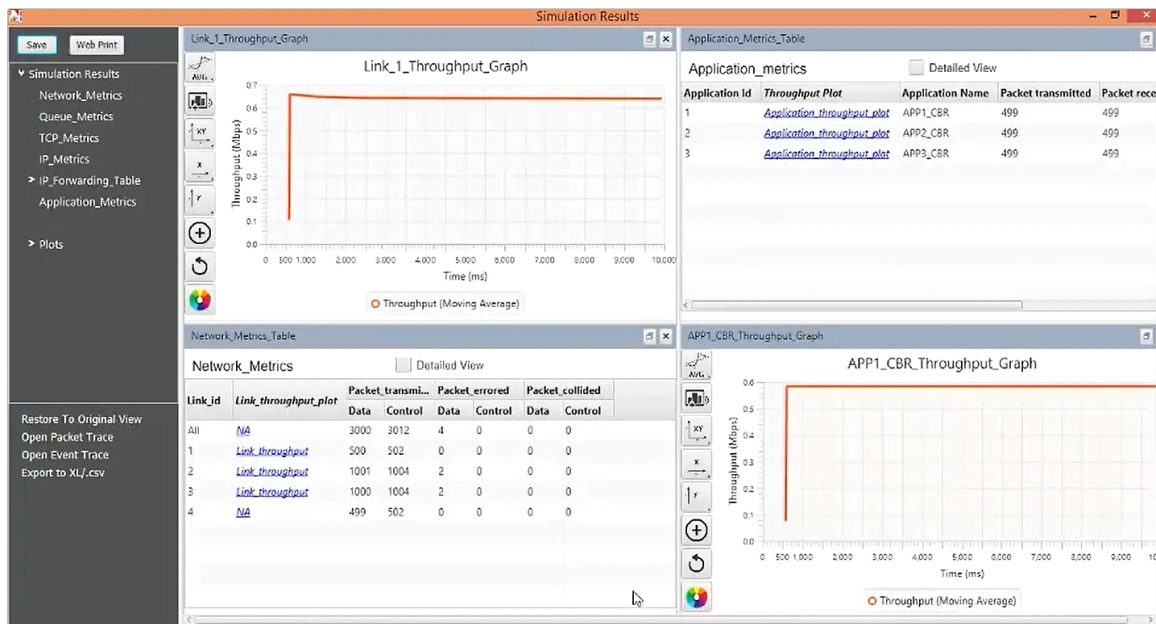 Simulation Results
Save
Web Print
Simulation Results
Network_Metrics
Queue_Metrics
TCP_Metrics
IP_Metrics
> IP_Forwarding_Table
Application_Metrics
> Plots
Restore To Original View
Open Packet Trace
Open Event Trace
Export to XL/.csv
Link_1_Throughput_Graph
Link_1_Throughput_Graph
AVG
XY
X
Y
Throughput (Mbps)
0.7
0.6
0.5
0.4
0.3
0.2
0.1
0.0
0 500 1,000 2,000 3,000 4,000 5,000 6,000 7,000 8,000 9,000 10,000
Time (ms)
Throughput (Moving Average)
Application_Metrics_Table
Application_metrics
Detailed View
Application Id Throughput Plot Application Name Packet transmitted Packet rece
1 Application_throughput_plot APP1_CBR 499 499
2 Application_throughput_plot APP2_CBR 499 499
3 Application_throughput_plot APP3_CBR 499 499
Network_Metrics_Table
Network_Metrics
Detailed View
Link_id Link_throughput_plot Packet_transmi... Packet_errored Packet_collided
Data Control Data Control Data Control
All NA 3000 3012 4 0 0 0
1 Link_throughput 500 502 0 0 0 0
2 Link_throughput 1001 1004 2 0 0 0
3 Link_throughput 1000 1004 2 0 0 0
4 NA 499 502 0 0 0 0
APP1_CBR_Throughput_Graph
APP1_CBR_Throughput_Graph
AVG
XY
X
Y
Throughput (Mbps)
0.6
0.5
0.4
0.3
0.2
0.1
0.0
0 500 1,000 2,000 3,000 4,000 5,000 6,000 7,000 8,000 9,000 10
Time (ms)
Throughput (Moving Average)